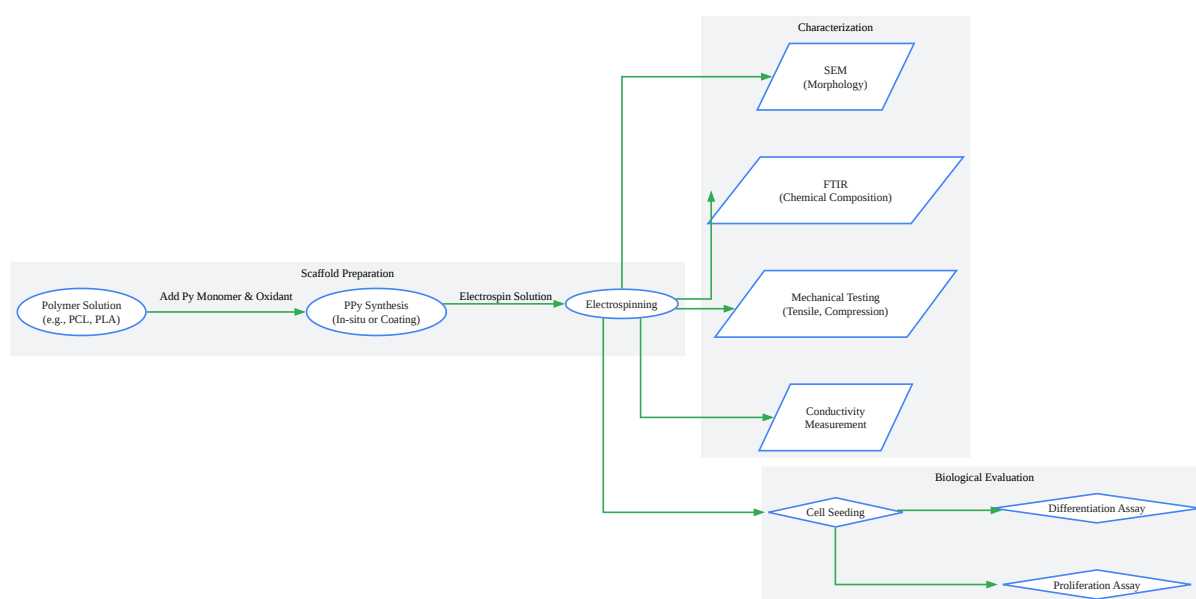 Characterization
SEM
(Morphology)
FTIR
(Chemical Composition)
Scaffold Preparation
Polymer Solution
(e.g., PCL, PLA)
Add Py Monomer & Oxidant
PPy Synthesis
(In-situ or Coating)
Electrospin Solution
Electrospinning
Mechanical Testing
(Tensile, Compression)
Conductivity
Measurement
Biological Evaluation
Cell Seeding
Differentiation Assay
Proliferation Assay